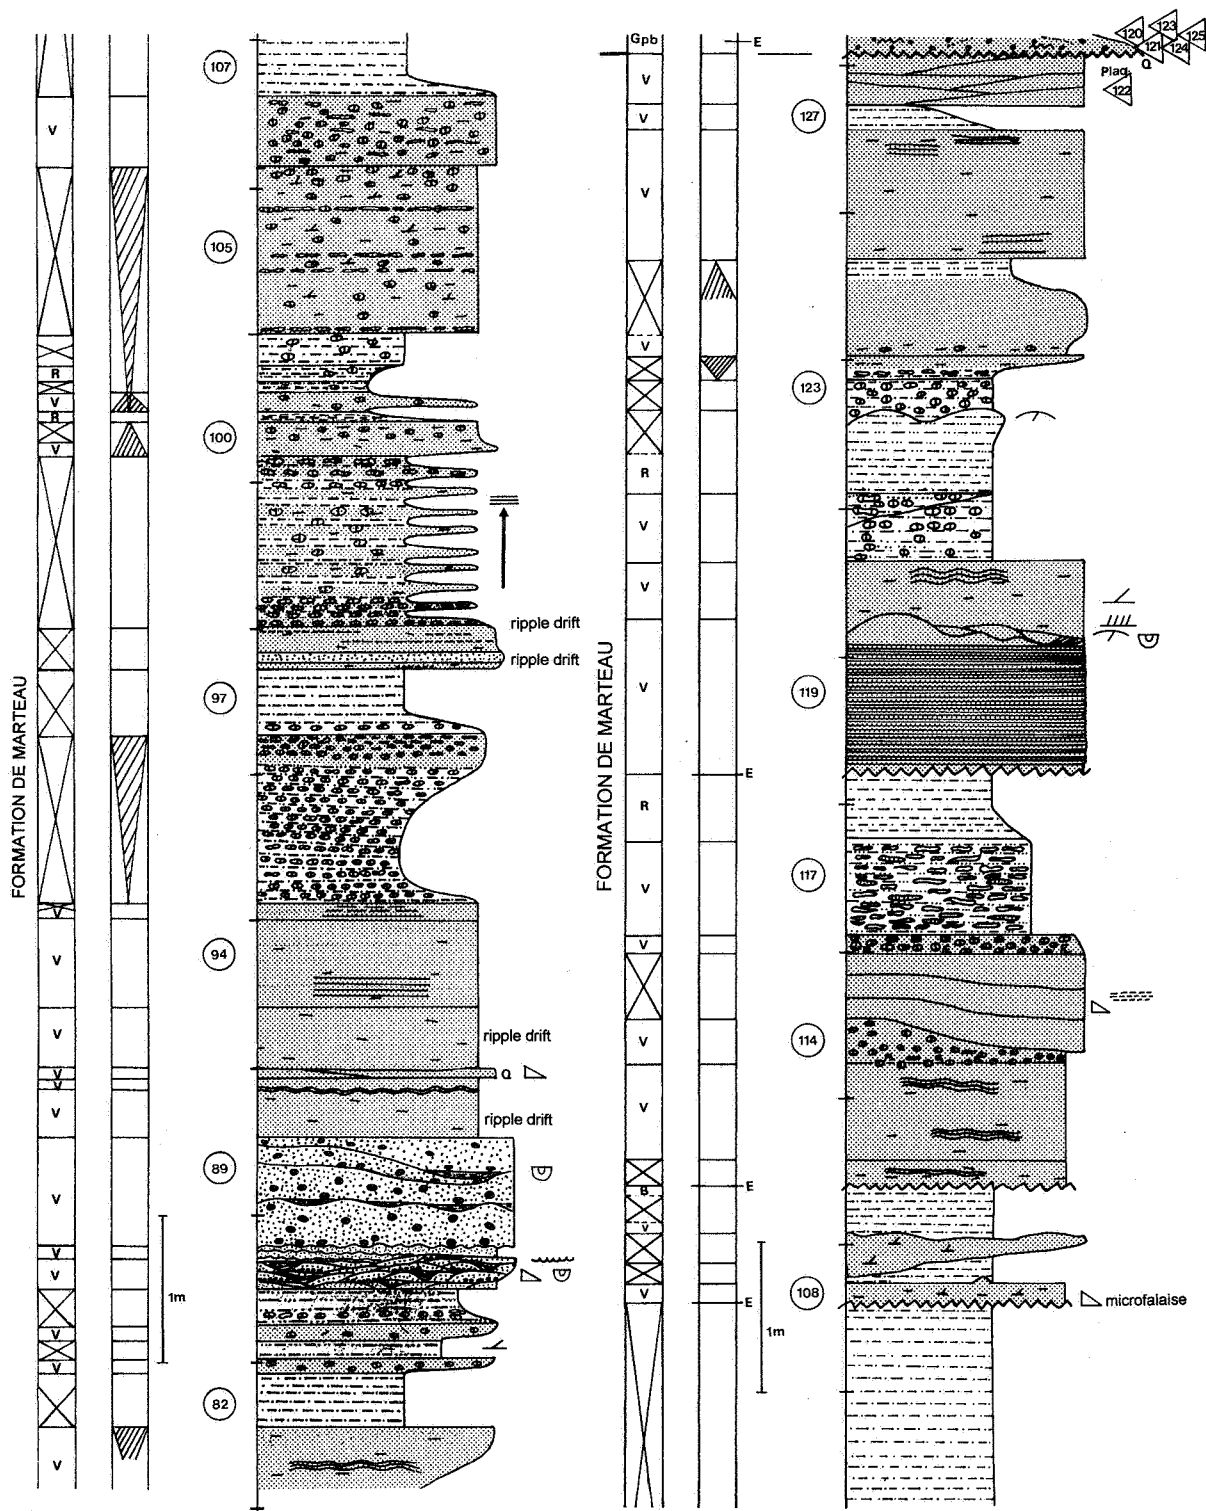 FORMATION DE MARTEAU
V
R
V
R
V
V
V
V
V
V
V
V
V
V
V
V
V
1m
107
105
100
97
94
89
82
ripple drift
ripple drift
ripple drift
Q
ripple drift
FORMATION DE MARTEAU
Gpb
V
V
V
V
R
V
V
V
R
V
V
V
V
B
V
V
E
E
E
E
1m
127
123
119
117
114
108
120
123
125
121
124
Q
Plaq.
122
microfalaise